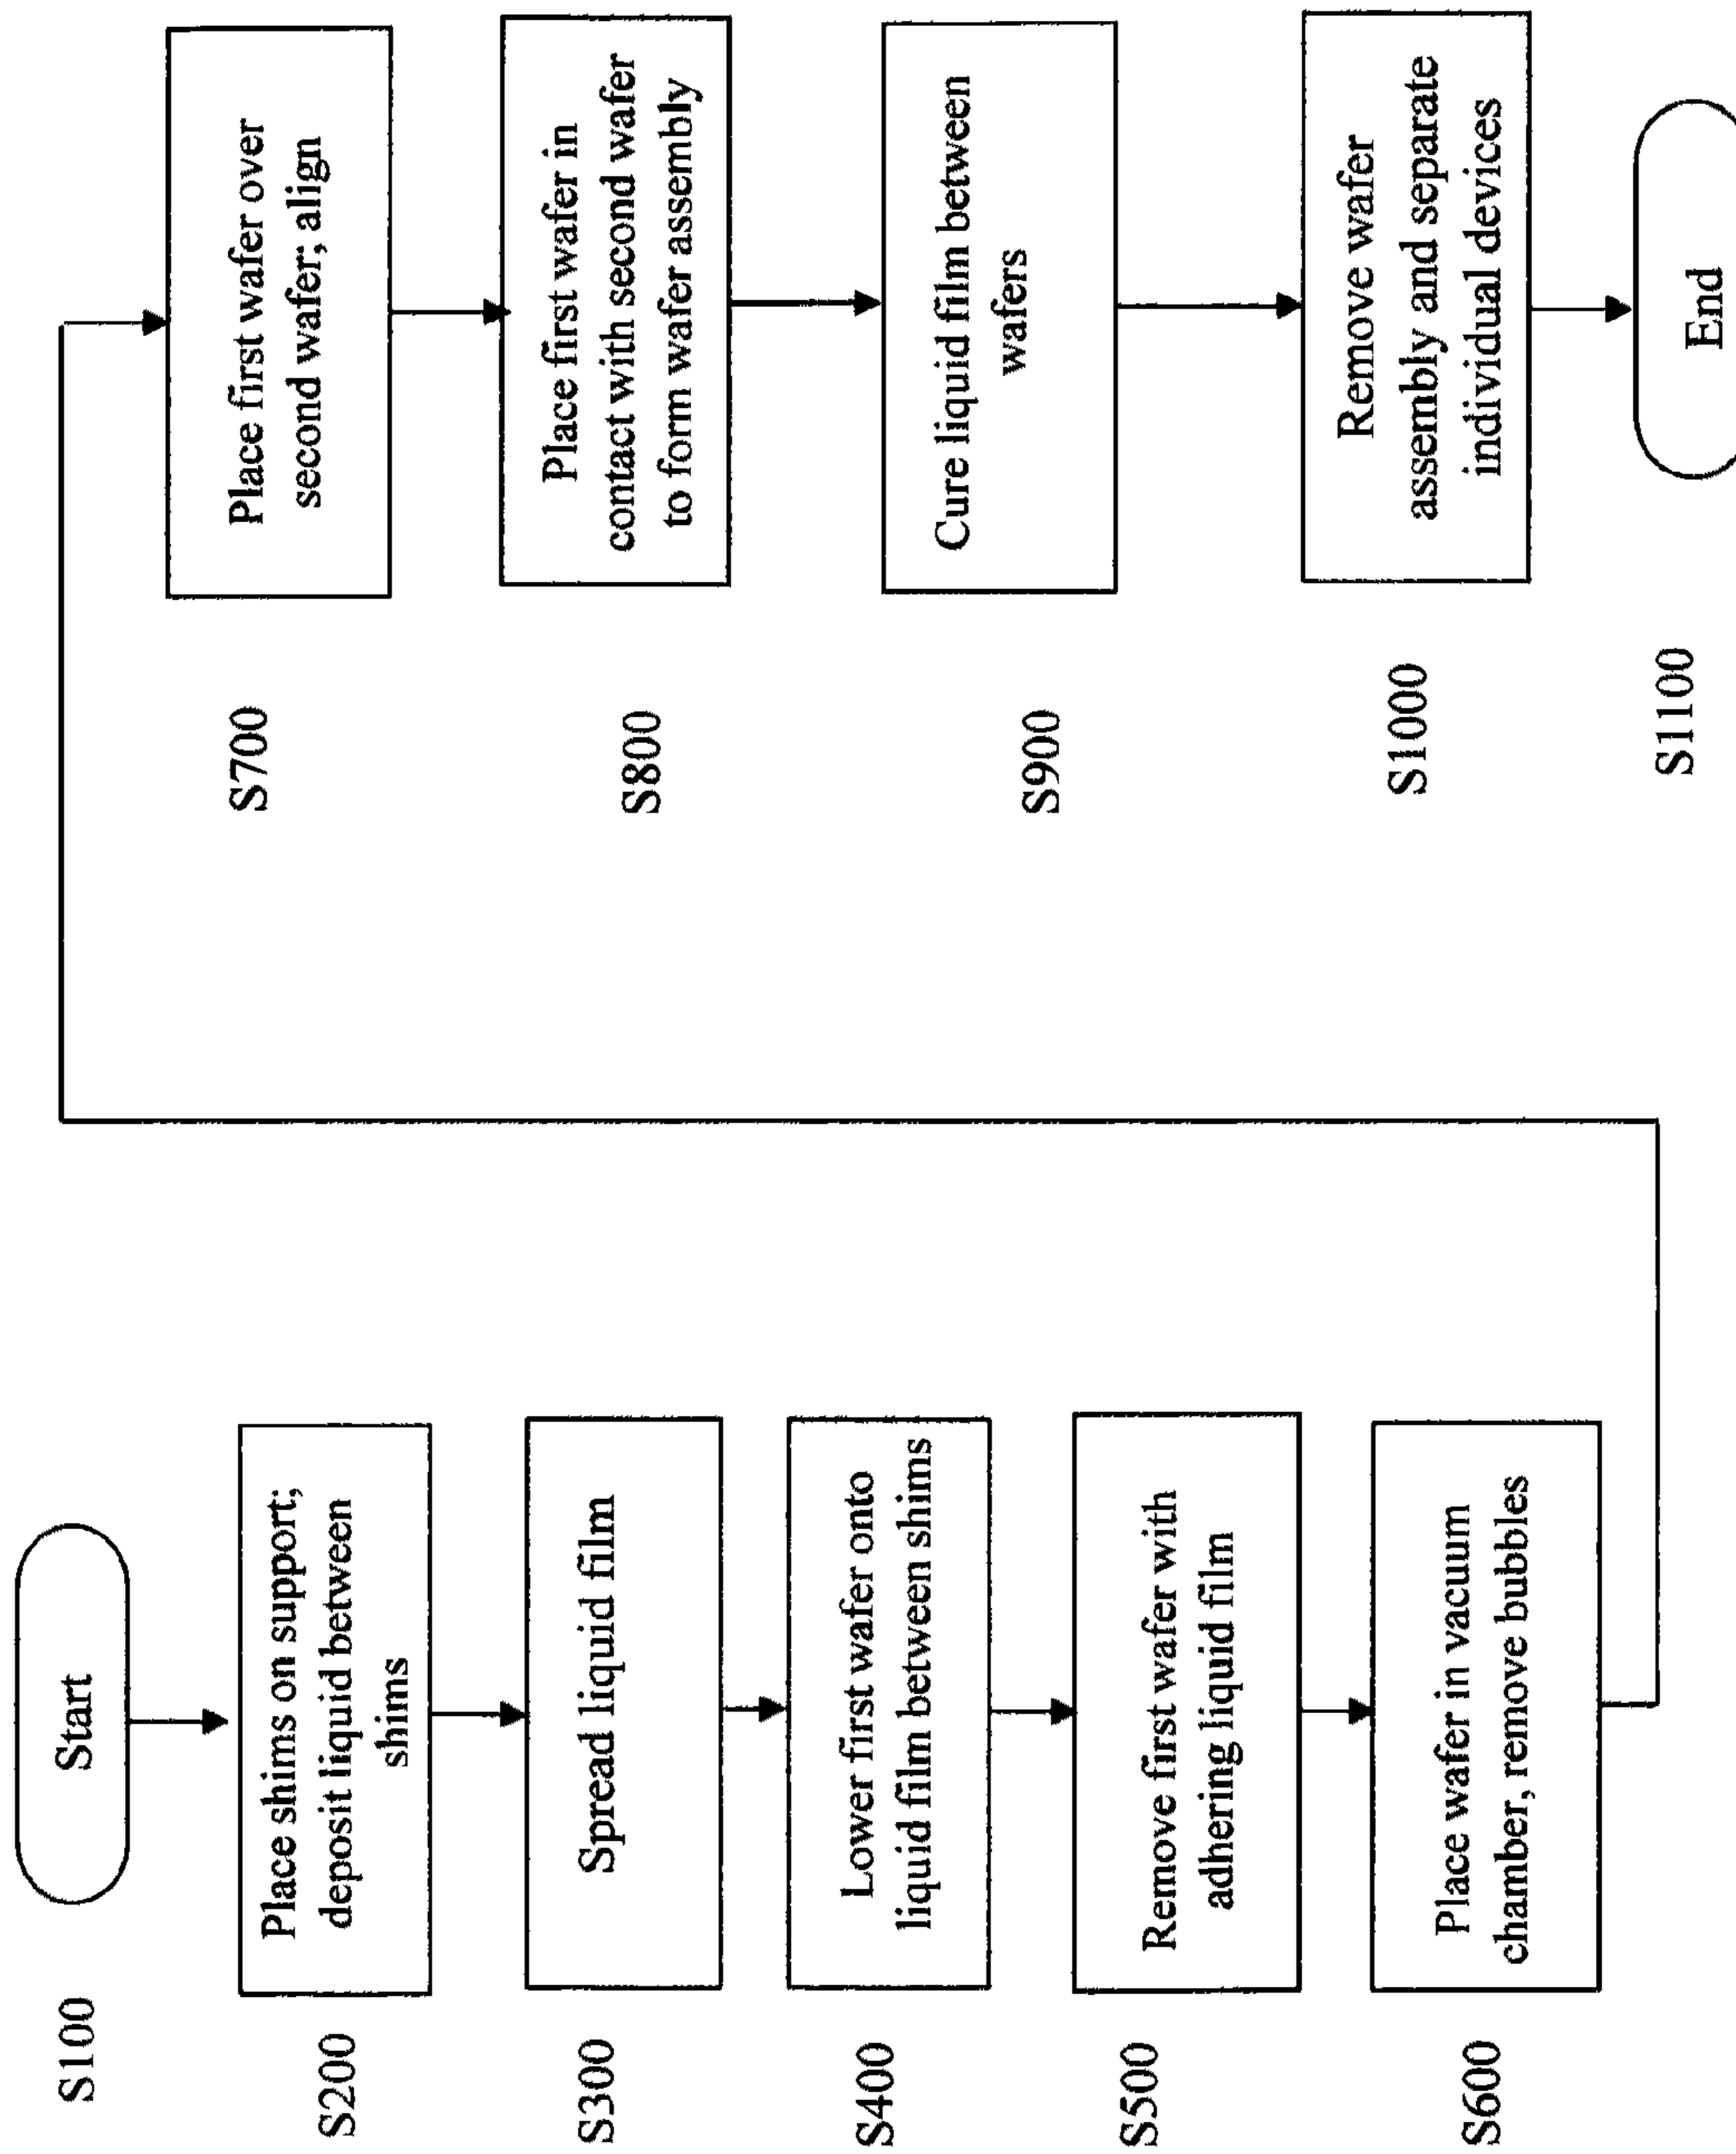 S100
Start
S200
Place shims on support;
deposit liquid between
shims
S300
Spread liquid film
S400
Lower first wafer onto
liquid film between shims
S500
Remove first wafer with
adhering liquid film
S600
Place wafer in vacuum
chamber, remove bubbles
S700
Place first wafer over
second wafer; align
S800
Place first wafer in
contact with second wafer
to form wafer assembly
S900
Cure liquid film between
wafers
S1000
Remove wafer
assembly and separate
individual devices
S1100
End